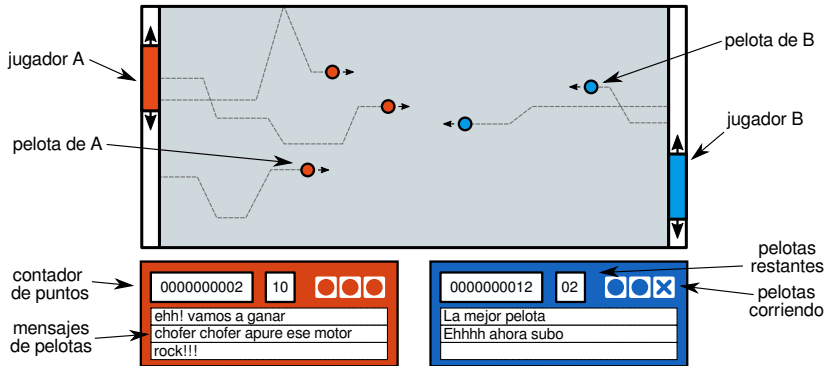 jugador A
pelota de A
pelota de B
jugador B
contador
de puntos
mensajes
de pelotas
0000000002
10
ehh! vamos a ganar
chofer chofer apure ese motor
rock!!!
0000000012
02
La mejor pelota
Ehhhh ahora subo
pelotas
restantes
pelotas
corriendo